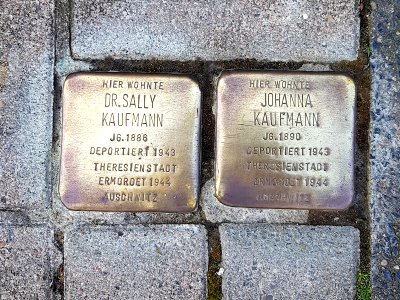 HIER WOHNTE
DR. SALLY
KAUFMANN
JG. 1886
DEPORTIERT 1943
THERESIENSTADT
ERMORDET 1944
AUSCHWITZ
HIER WOHNTE
JOHANNA
KAUFMANN
JG. 1890
DEPORTIERT 1943
THERESIENSTADT
ERMORDET 1944
AUSCHWITZ